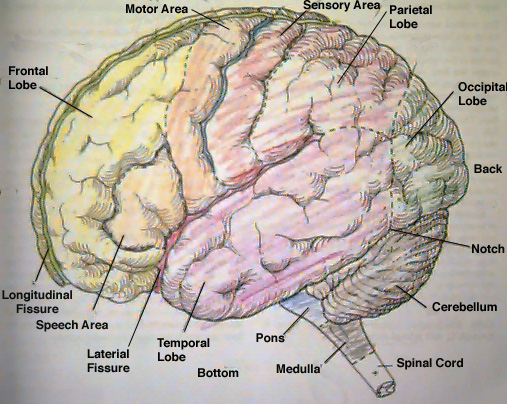 Motor Area
Sensory Area
Parietal
Lobe
Frontal
Lobe
Occipital
Lobe
Back
Notch
Longitudinal
Fissure
Speech Area
Cerebellum
Laterial
Fissure
Temporal
Lobe
Pons
Medulla
Spinal Cord
Bottom